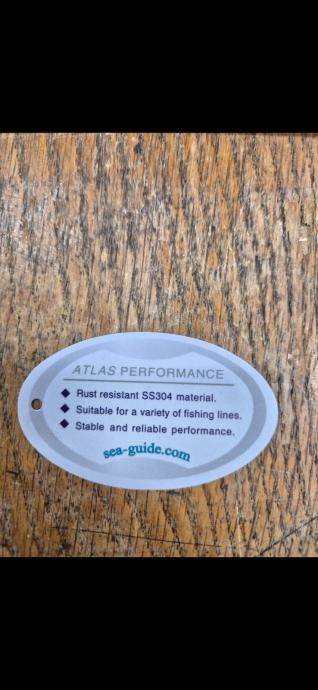 ATLAS PERFORMANCE
Rust resistant SS304 material.
Suitable for a variety of fishing lines.
Stable and reliable performance.
sea-guide.com